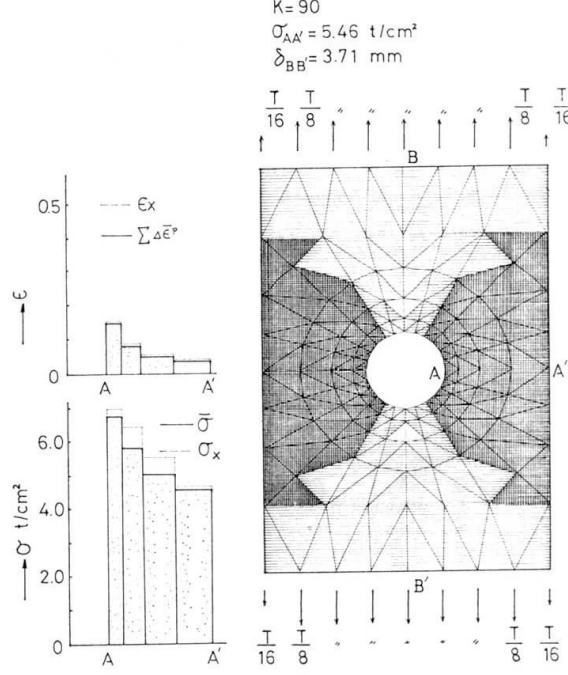 K= 90
σ_AA' = 5.46 t/cm²
δ_BB' = 3.71 mm
T/16 T/8 〃 〃 〃 〃 〃 T/8 T/16
B
0.5
εx
Σ Δε̄ᵖ
ε
0
A A'
A A'
6.0
σ̄
σx
4.0
σ t/cm²
2.0
0
A A'
B'
T/16 T/8 〃 〃 〃 〃 〃 T/8 T/16